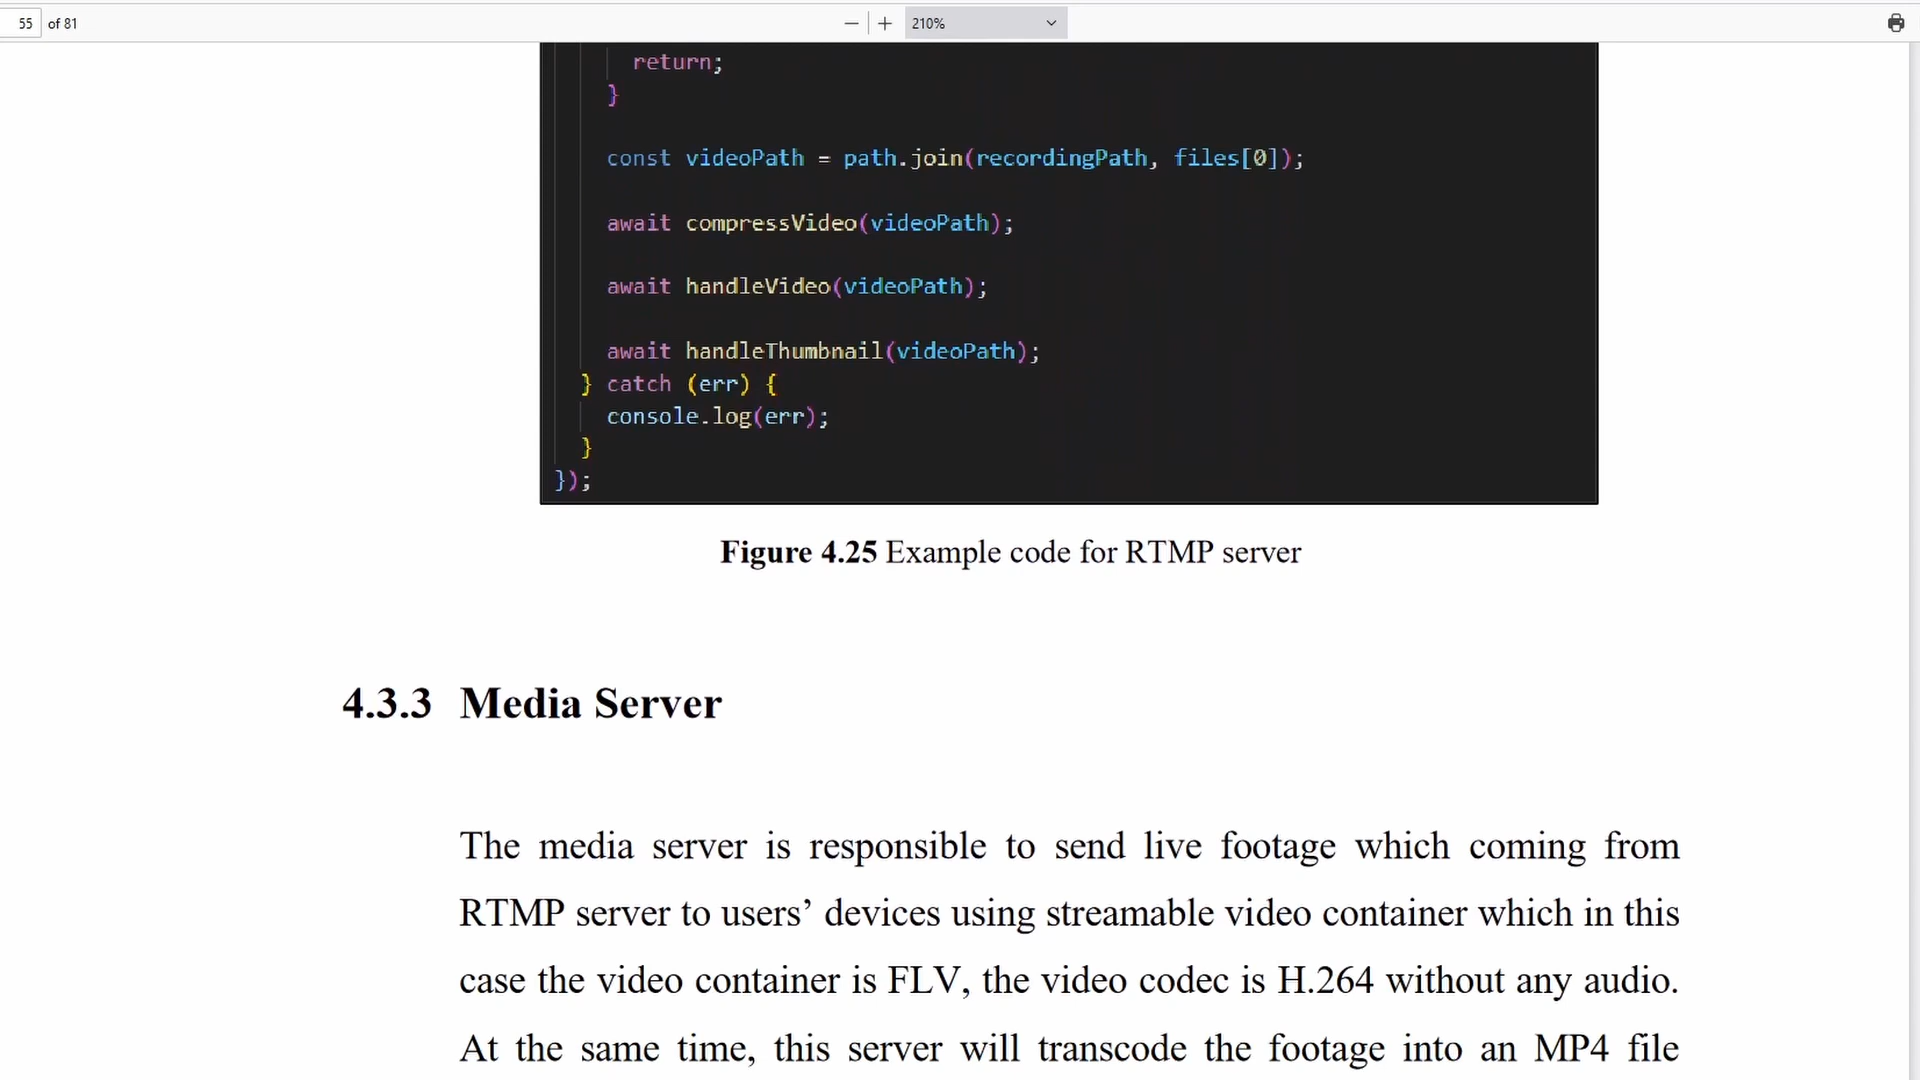 55 of 81
210%
return;
}
const videoPath = path.join(recordingPath, files[0]);
await compressVideo(videoPath);
await handleVideo(videoPath);
await handleThumbnail(videoPath);
} catch (err) {
console.log(err);
}
});
Figure 4.25 Example code for RTMP server
4.3.3 Media Server
The media server is responsible to send live footage which coming from
RTMP server to users’ devices using streamable video container which in this
case the video container is FLV, the video codec is H.264 without any audio.
At the same time, this server will transcode the footage into an MP4 file